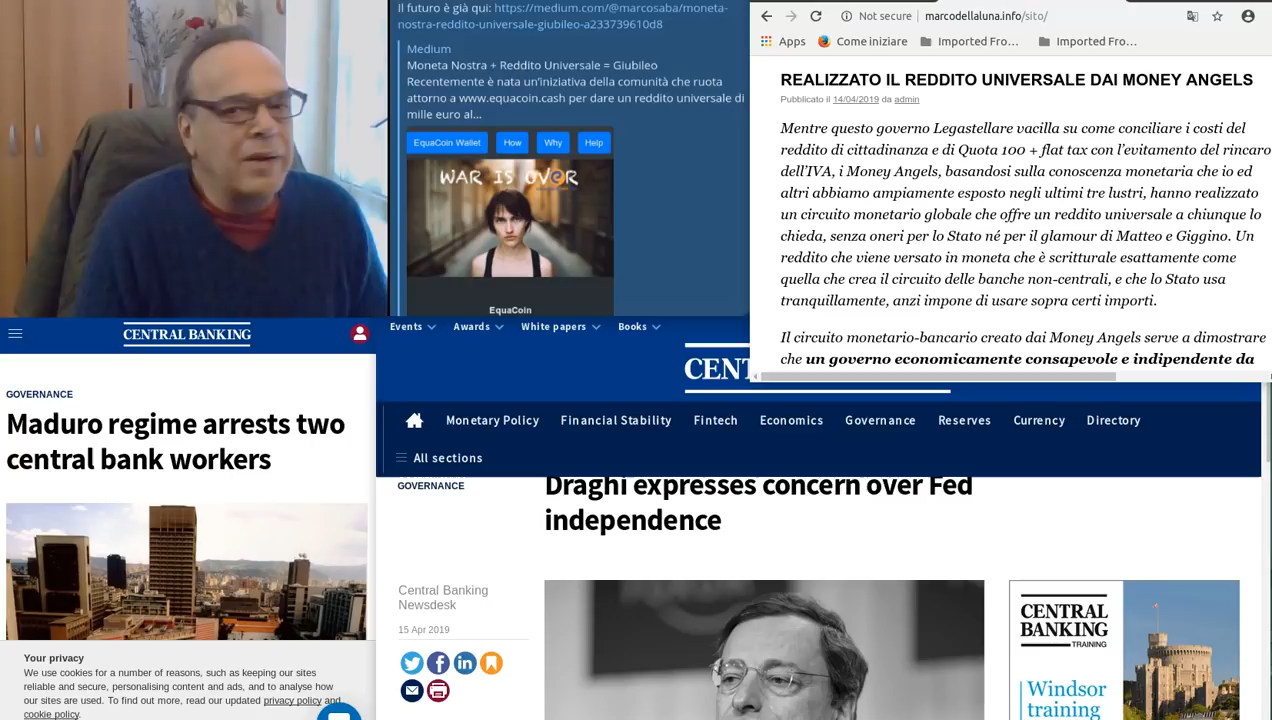 Il futuro è già qui: https://medium.com/@marcosaba/moneta-
nostra-reddito-universale-giubileo-a233739610d8
Medium
Moneta Nostra + Reddito Universale = Giubileo
Recentemente è nata un'iniziativa della comunità che ruota
attorno a www.equacoin.cash per dare un reddito universale di
mille euro al...
EquaCoin Wallet How Why Help
WAR IS OVER
EquaCoin
Not secure | marcodellaluna.info/sito/
Apps Come iniziare Imported Fro... Imported Fro...
REALIZZATO IL REDDITO UNIVERSALE DAI MONEY ANGELS
Pubblicato il 14/04/2019 da admin
Mentre questo governo Legastellare vacilla su come conciliare i costi del
reddito di cittadinanza e di Quota 100 + flat tax con l'evitamento del rincaro
dell'IVA, i Money Angels, basandosi sulla conoscenza monetaria che io ed
altri abbiamo ampiamente esposto negli ultimi tre lustri, hanno realizzato
un circuito monetario globale che offre un reddito universale a chiunque lo
chieda, senza oneri per lo Stato né per il glamour di Matteo e Giggino. Un
reddito che viene versato in moneta che è scritturale esattamente come
quella che crea il circuito delle banche non-centrali, e che lo Stato usa
tranquillamente, anzi impone di usare sopra certi importi.
Il circuito monetario-bancario creato dai Money Angels serve a dimostrare
che un governo economicamente consapevole e indipendente da
CENTRAL BANKING
GOVERNANCE
Maduro regime arrests two
central bank workers
Your privacy
We use cookies for a number of reasons, such as keeping our sites
reliable and secure, personalising content and ads, and to analyse how
our sites are used. To find out more, read our updated privacy policy and
cookie policy.
Events Awards White papers Books
CENT
Monetary Policy Financial Stability Fintech Economics Governance Reserves Currency Directory
All sections
GOVERNANCE
Draghi expresses concern over Fed
independence
Central Banking
Newsdesk
15 Apr 2019
CENTRAL
BANKING
TRAINING
Windsor
training